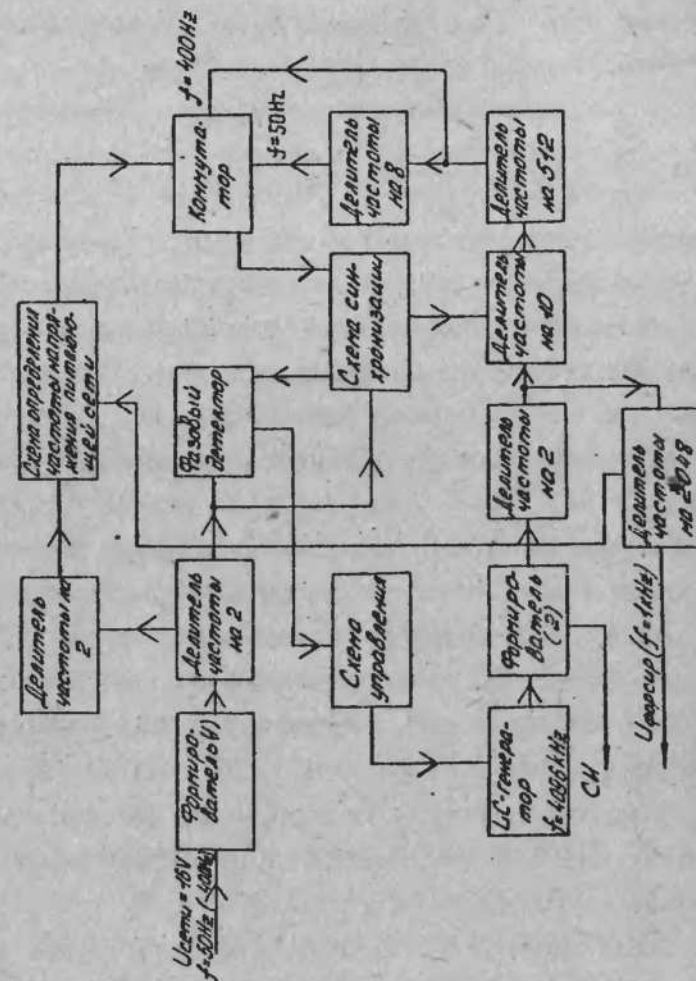 Делитель
частоты на
2
Схема определения
частоты напря-
жения питаю-
щей сети
Коммута-
тор
f=400Hz
f=50Hz
Uсети=15V
f=50Hz(~400Hz)
Формиро-
ватель(1)
Делитель
частоты
на 2
Фазовый
детектор
Схема син-
хронизации
Делитель
частоты
на 8
Схема
управления
LC-генера-
тор
f=4096kHz
Формиро-
ватель
(2)
Делитель
частоты
на 2
Делитель
частоты
на 10
Делитель
частоты
на 512
СИ
Uфорсир(f=1kHz)
Делитель
частоты
на 2048